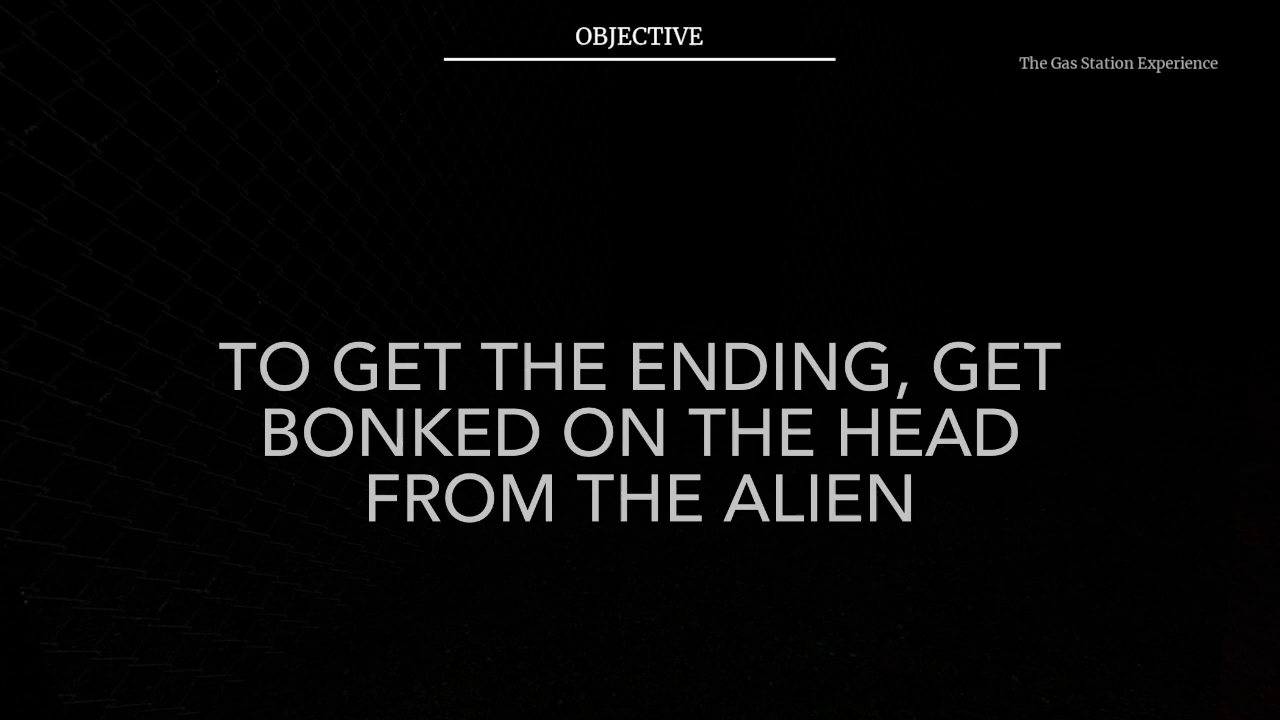 OBJECTIVE
The Gas Station Experience
TO GET THE ENDING, GET
BONKED ON THE HEAD
FROM THE ALIEN